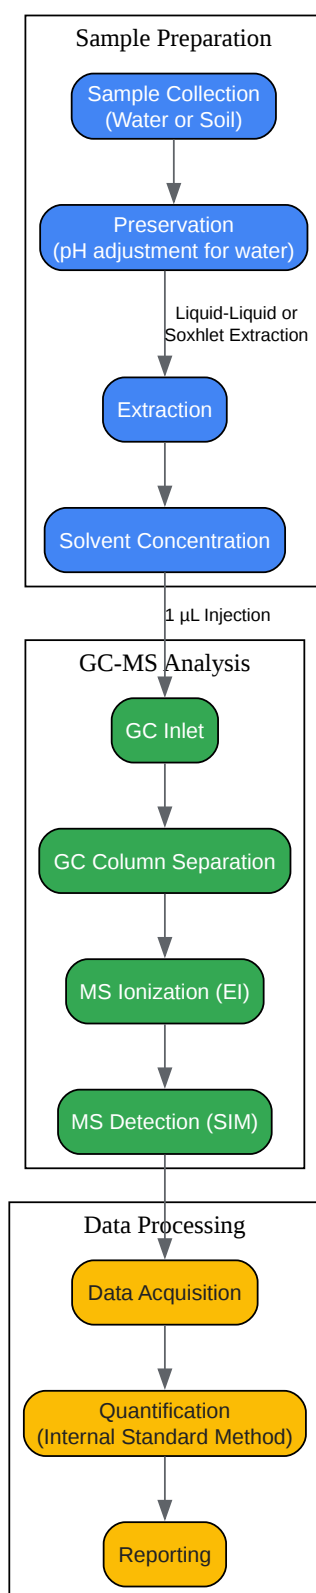 Sample Preparation
Sample Collection
(Water or Soil)
Preservation
(pH adjustment for water)
Liquid-Liquid or
Soxhlet Extraction
Extraction
Solvent Concentration
1 µL Injection
GC-MS Analysis
GC Inlet
GC Column Separation
MS Ionization (EI)
MS Detection (SIM)
Data Processing
Data Acquisition
Quantification
(Internal Standard Method)
Reporting